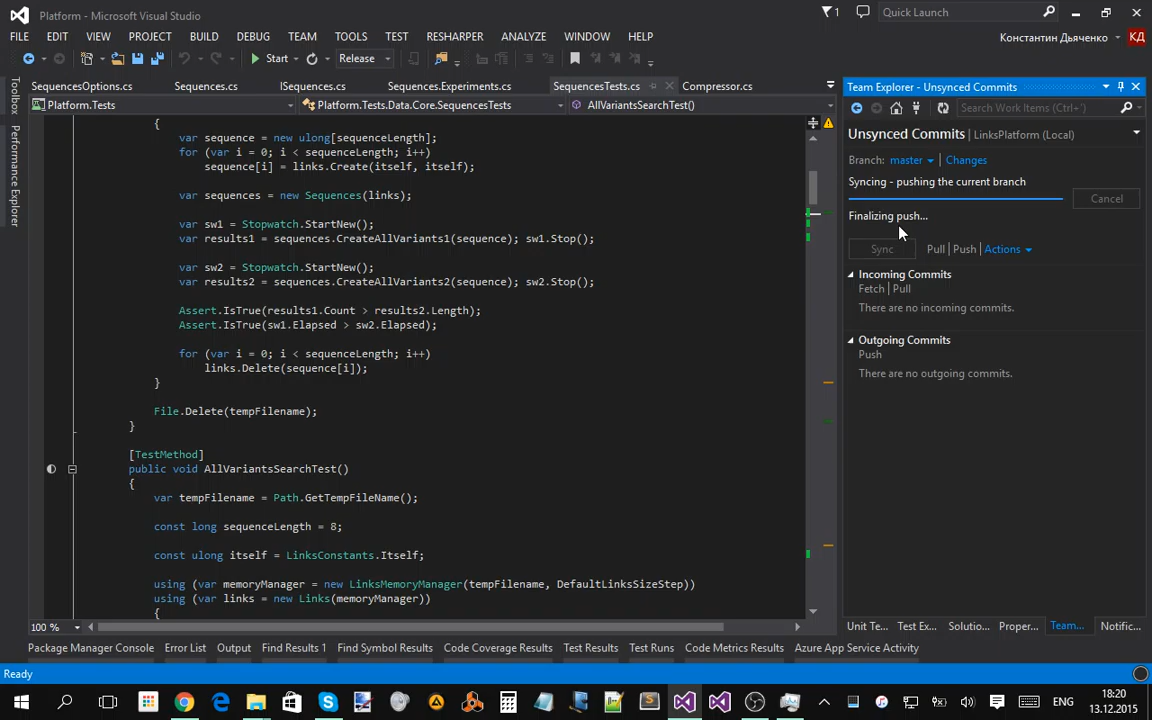 Platform - Microsoft Visual Studio
1
Quick Launch
FILE EDIT VIEW PROJECT BUILD DEBUG TEAM TOOLS TEST RESHARPER ANALYZE WINDOW HELP
Константин Дьяченко КД
Start Release
SequencesOptions.cs Sequences.cs ISequences.cs Sequences.Experiments.cs SequencesTests.cs Compressor.cs
Platform.Tests Platform.Tests.Data.Core.SequencesTests AllVariantsSearchTest()
Toolbox
Performance Explorer
{
var sequence = new ulong[sequenceLength];
for (var i = 0; i < sequenceLength; i++)
sequence[i] = links.Create(itself, itself);
var sequences = new Sequences(links);
var sw1 = Stopwatch.StartNew();
var results1 = sequences.CreateAllVariants1(sequence); sw1.Stop();
var sw2 = Stopwatch.StartNew();
var results2 = sequences.CreateAllVariants2(sequence); sw2.Stop();
Assert.IsTrue(results1.Count > results2.Length);
Assert.IsTrue(sw1.Elapsed > sw2.Elapsed);
for (var i = 0; i < sequenceLength; i++)
links.Delete(sequence[i]);
}
File.Delete(tempFilename);
}
[TestMethod]
public void AllVariantsSearchTest()
{
var tempFilename = Path.GetTempFileName();
const long sequenceLength = 8;
const ulong itself = LinksConstants.Itself;
using (var memoryManager = new LinksMemoryManager(tempFilename, DefaultLinksSizeStep))
using (var links = new Links(memoryManager))
{
100 %
Team Explorer - Unsynced Commits
Search Work Items (Ctrl+')
Unsynced Commits | LinksPlatform (Local)
Branch: master Changes
Syncing - pushing the current branch
Cancel
Finalizing push...
Sync Pull | Push | Actions
Incoming Commits
Fetch | Pull
There are no incoming commits.
Outgoing Commits
Push
There are no outgoing commits.
Unit Te... Test Ex... Solutio... Proper... Team... Notific...
Package Manager Console Error List Output Find Results 1 Find Symbol Results Code Coverage Results Test Results Test Runs Code Metrics Results Azure App Service Activity
Ready
ENG
18:20
13.12.2015